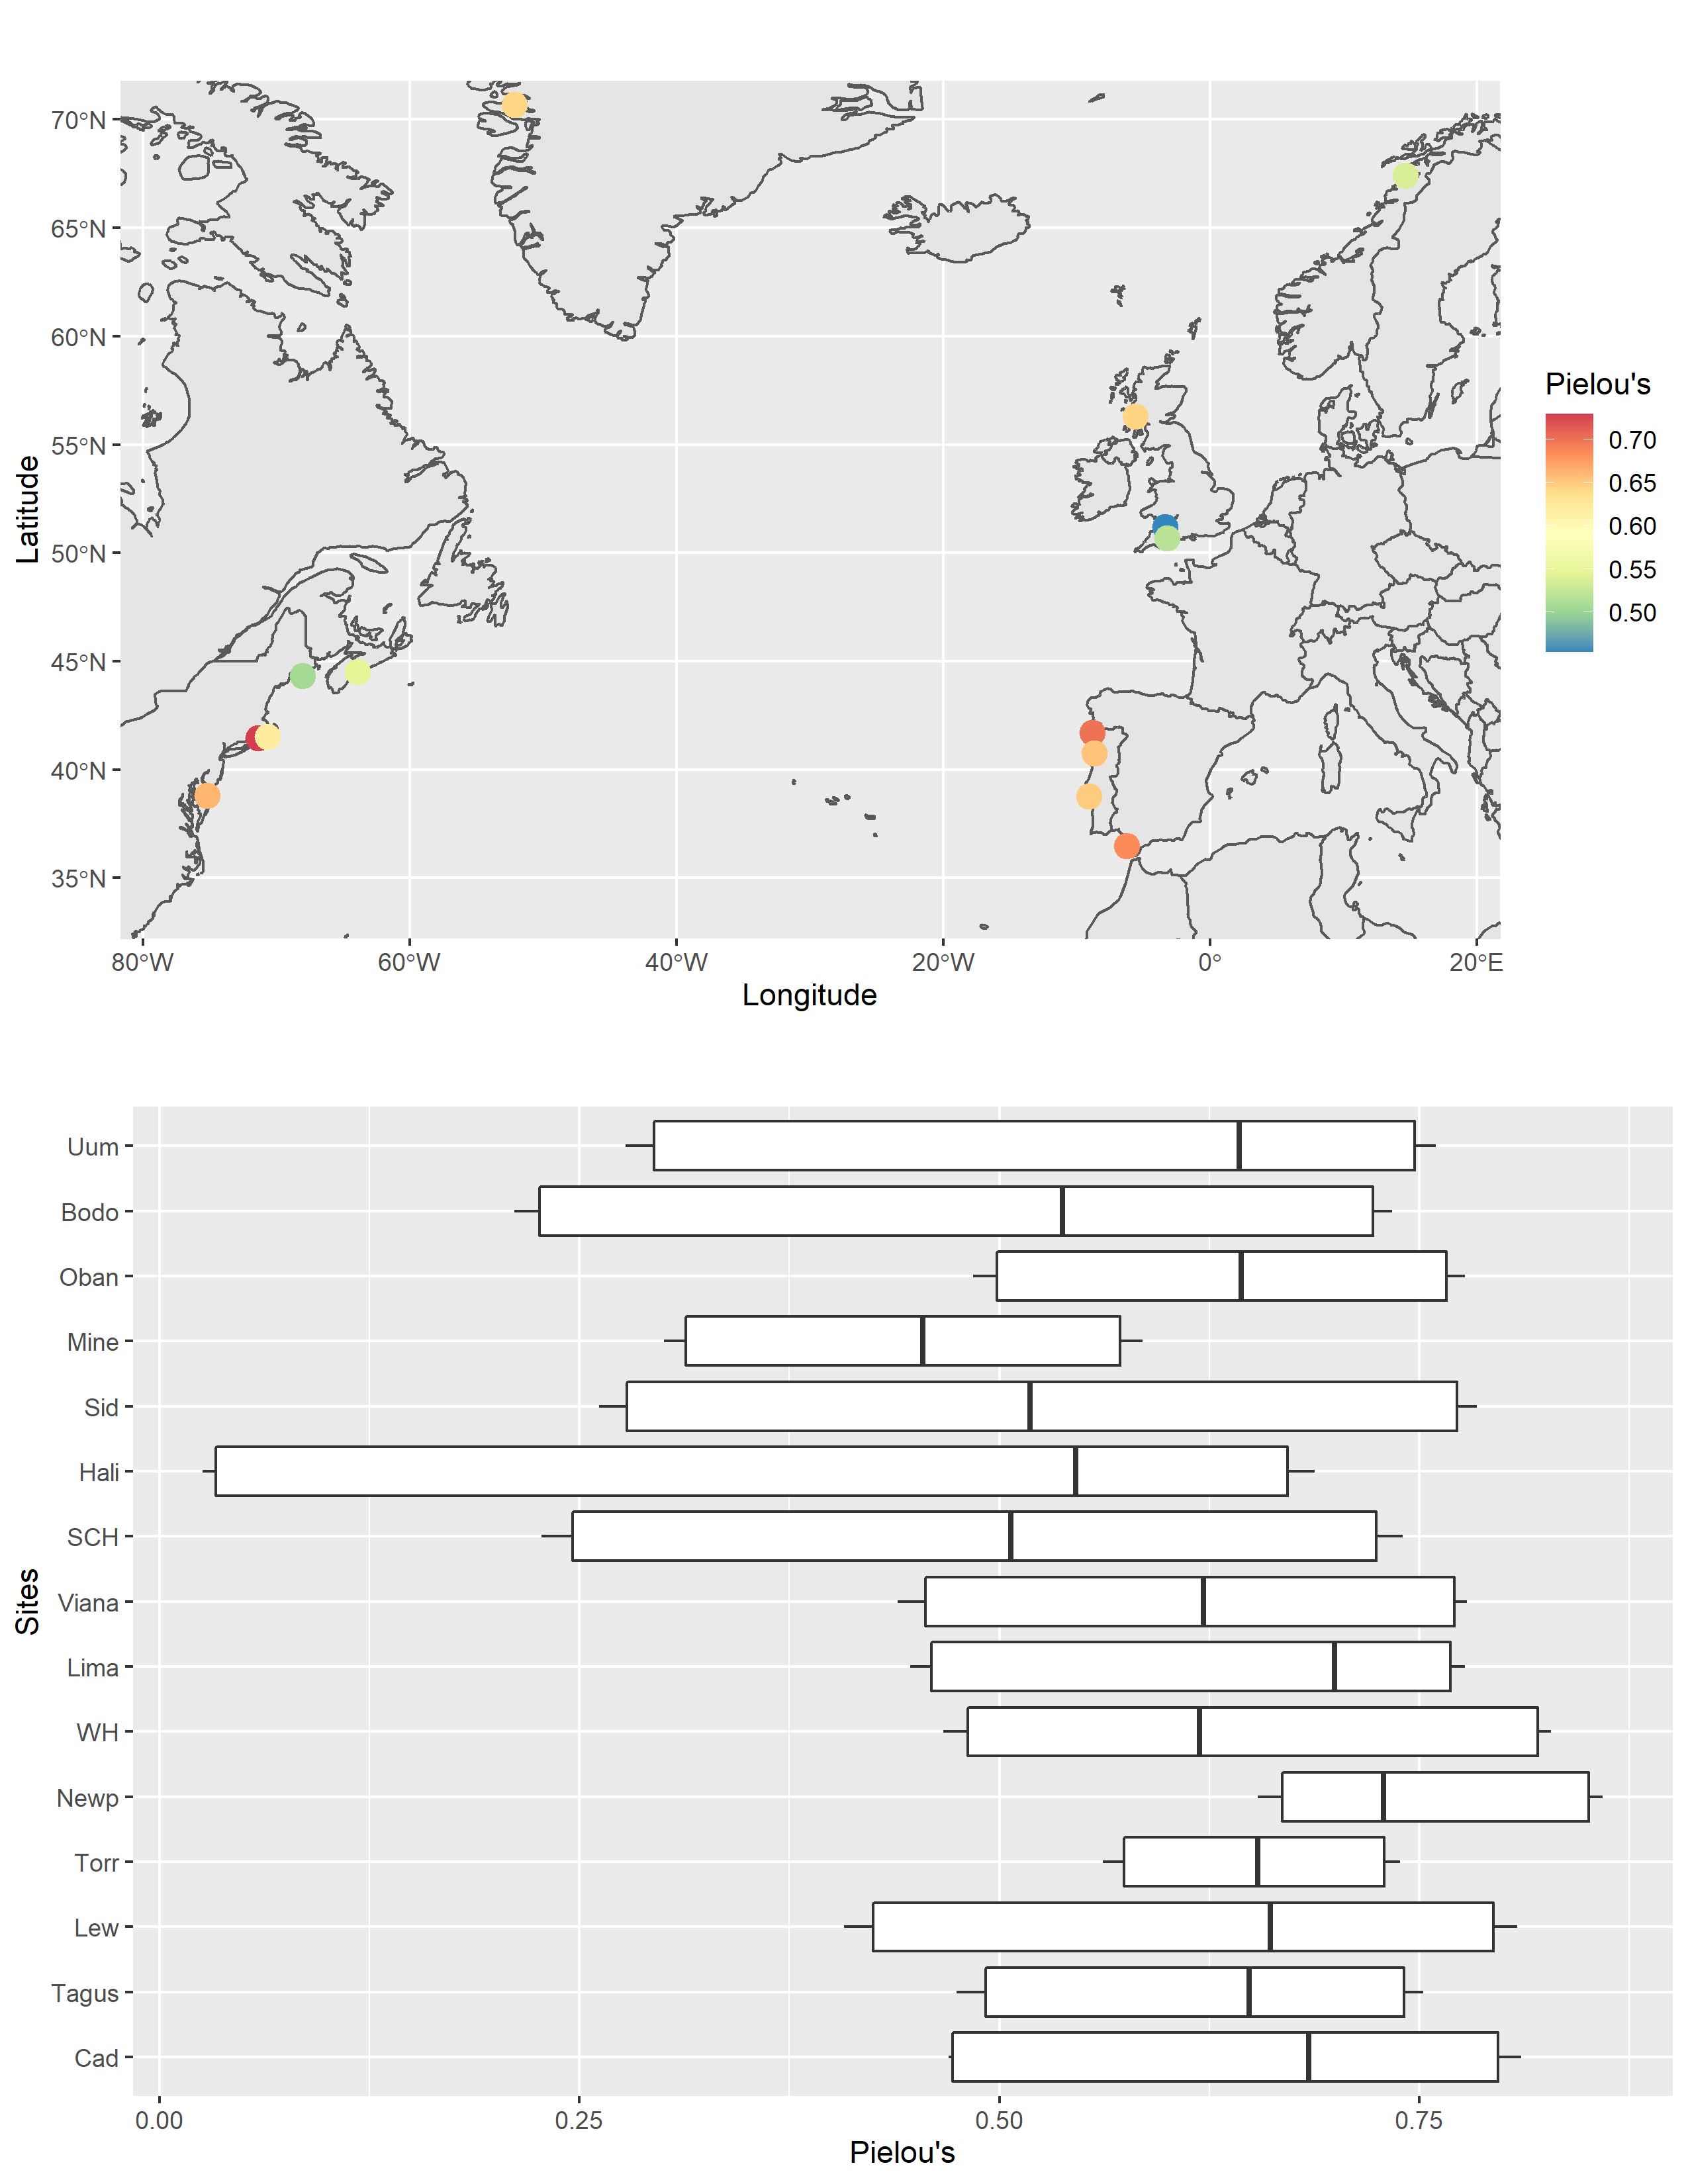 70°N
65°N
60°N
55°N
50°N
45°N
40°N
35°N
Latitude
80°W 60°W 40°W 20°W 0° 20°E
Longitude
Pielou's
0.70
0.65
0.60
0.55
0.50
Uum
Bodo
Oban
Mine
Sid
Hali
SCH
Viana
Lima
WH
Newp
Torr
Lew
Tagus
Cad
Sites
0.00 0.25 0.50 0.75
Pielou's